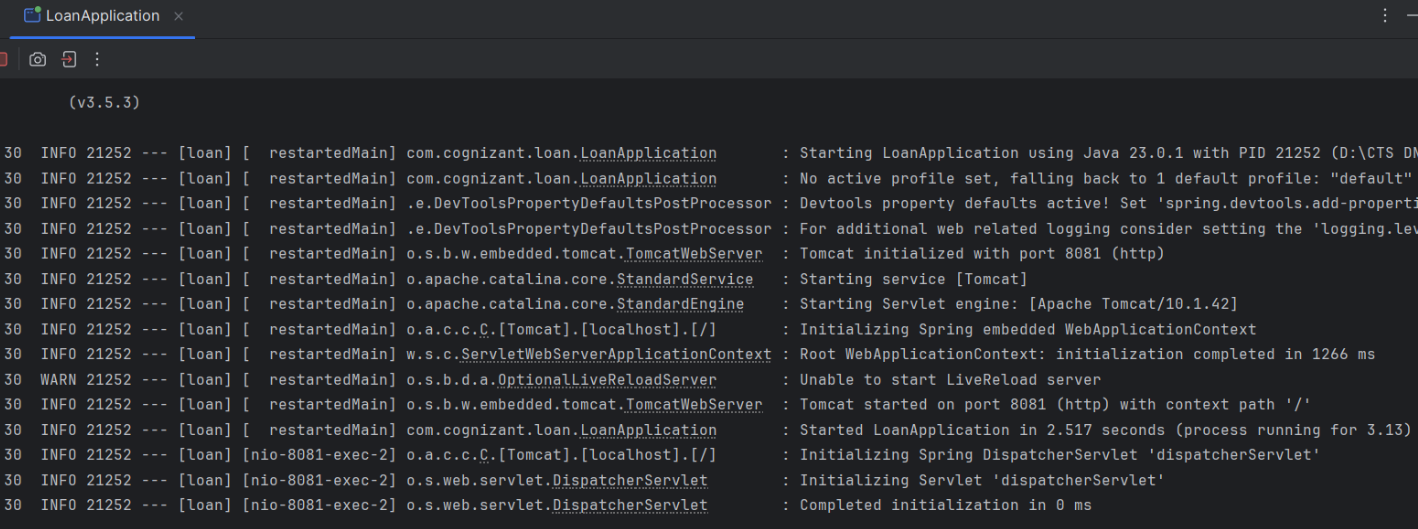 LoanApplication
(v3.5.3)
30 INFO 21252 --- [loan] [ restartedMain] com.cognizant.loan.LoanApplication : Starting LoanApplication using Java 23.0.1 with PID 21252 (D:\CTS DN
30 INFO 21252 --- [loan] [ restartedMain] com.cognizant.loan.LoanApplication : No active profile set, falling back to 1 default profile: "default"
30 INFO 21252 --- [loan] [ restartedMain] .e.DevToolsPropertyDefaultsPostProcessor : Devtools property defaults active! Set 'spring.devtools.add-properti
30 INFO 21252 --- [loan] [ restartedMain] .e.DevToolsPropertyDefaultsPostProcessor : For additional web related logging consider setting the 'logging.lev
30 INFO 21252 --- [loan] [ restartedMain] o.s.b.w.embedded.tomcat.TomcatWebServer : Tomcat initialized with port 8081 (http)
30 INFO 21252 --- [loan] [ restartedMain] o.apache.catalina.core.StandardService : Starting service [Tomcat]
30 INFO 21252 --- [loan] [ restartedMain] o.apache.catalina.core.StandardEngine : Starting Servlet engine: [Apache Tomcat/10.1.42]
30 INFO 21252 --- [loan] [ restartedMain] o.a.c.c.C.[Tomcat].[localhost].[/] : Initializing Spring embedded WebApplicationContext
30 INFO 21252 --- [loan] [ restartedMain] w.s.c.ServletWebServerApplicationContext : Root WebApplicationContext: initialization completed in 1266 ms
30 WARN 21252 --- [loan] [ restartedMain] o.s.b.d.a.OptionalLiveReloadServer : Unable to start LiveReload server
30 INFO 21252 --- [loan] [ restartedMain] o.s.b.w.embedded.tomcat.TomcatWebServer : Tomcat started on port 8081 (http) with context path '/'
30 INFO 21252 --- [loan] [ restartedMain] com.cognizant.loan.LoanApplication : Started LoanApplication in 2.517 seconds (process running for 3.13)
30 INFO 21252 --- [loan] [nio-8081-exec-2] o.a.c.c.C.[Tomcat].[localhost].[/] : Initializing Spring DispatcherServlet 'dispatcherServlet'
30 INFO 21252 --- [loan] [nio-8081-exec-2] o.s.web.servlet.DispatcherServlet : Initializing Servlet 'dispatcherServlet'
30 INFO 21252 --- [loan] [nio-8081-exec-2] o.s.web.servlet.DispatcherServlet : Completed initialization in 0 ms